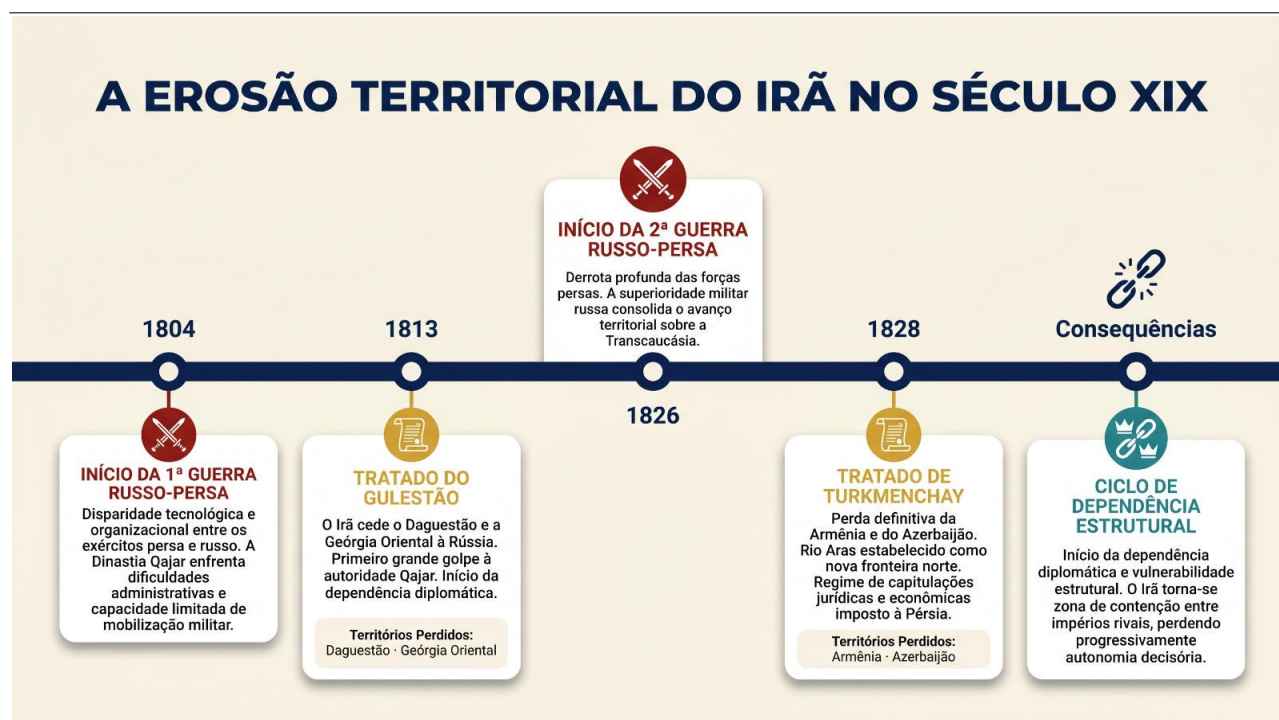 A EROSÃO TERRITORIAL DO IRÃ NO SÉCULO XIX
1804
INÍCIO DA 1ª GUERRA
RUSSO-PERSA
Disparidade tecnológica e
organizacional entre os
exércitos persa e russo. A
Dinastia Qajar enfrenta
dificuldades
administrativas e
capacidade limitada de
mobilização militar.
1813
TRATADO DO
GULESTÃO
O Irã cede o Daguestão e a
Geórgia Oriental à Rússia.
Primeiro grande golpe à
autoridade Qajar. Início da
dependência diplomática.
Territórios Perdidos:
Daguestão · Geórgia Oriental
INÍCIO DA 2ª GUERRA
RUSSO-PERSA
Derrota profunda das forças
persas. A superioridade militar
russa consolida o avanço
territorial sobre a
Transcaucásia.
1826
1828
TRATADO DE
TURKMENCHAY
Perda definitiva da
Armênia e do Azerbaijão.
Rio Aras estabelecido como
nova fronteira norte.
Regime de capitulações
jurídicas e econômicas
imposto à Pérsia.
Territórios Perdidos:
Armênia · Azerbaijão
Consequências
CICLO DE
DEPENDÊNCIA
ESTRUTURAL
Início da dependência
diplomática e vulnerabilidade
estrutural. O Irã torna-se
zona de contenção entre
impérios rivais, perdendo
progressivamente
autonomia decisória.